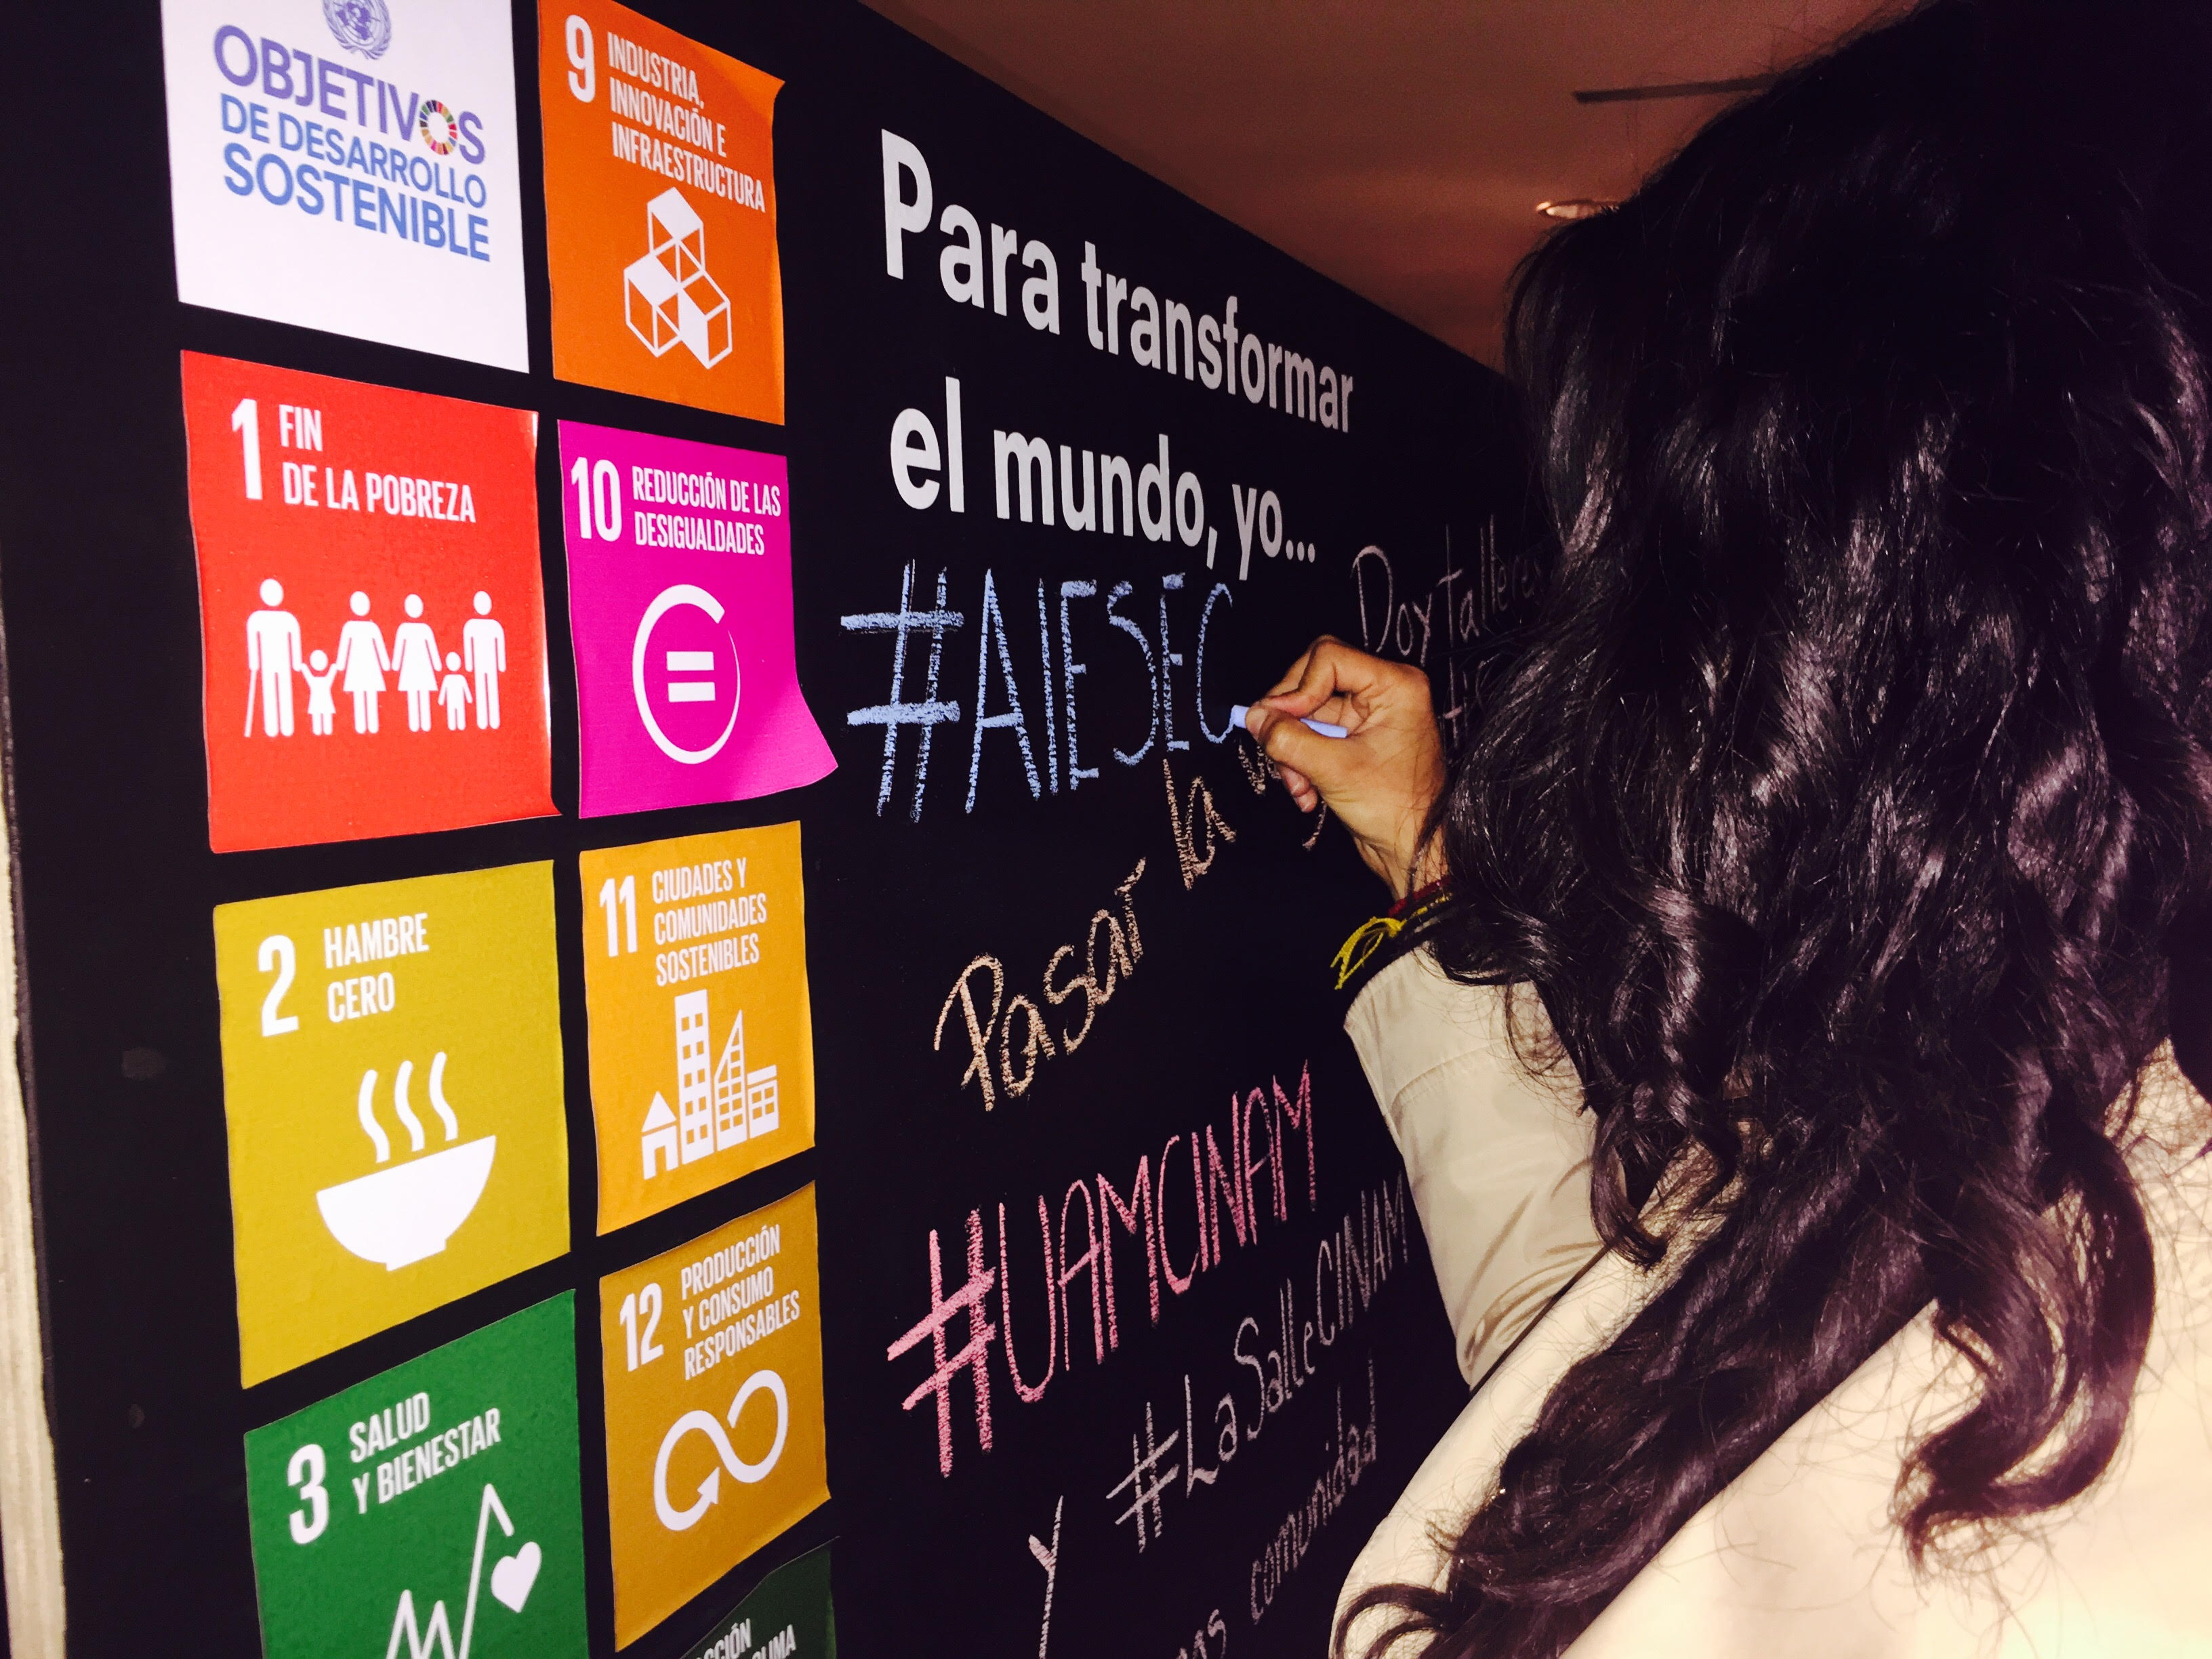 OBJETIVOS
DE DESARROLLO
SOSTENIBLE
1 FIN
DE LA POBREZA
2 HAMBRE
CERO
3 SALUD
Y BIENESTAR
9 INDUSTRIA,
INNOVACIÓN E
INFRAESTRUCTURA
10 REDUCCIÓN DE LAS
DESIGUALDADES
11 CIUDADES Y
COMUNIDADES
SOSTENIBLES
12 PRODUCCIÓN
Y CONSUMO
RESPONSABLES
Para transformar
el mundo, yo...
#AIESEC
Doy Talleres
Pasar la
#UAMCINAM
Y #LaSalleCINAM
comunidad